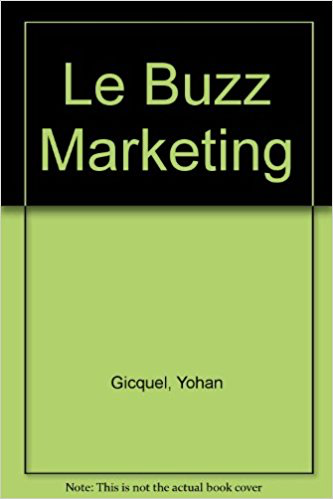 Le Buzz
Marketing
Gicquel, Yohan
Note: This is not the actual book cover